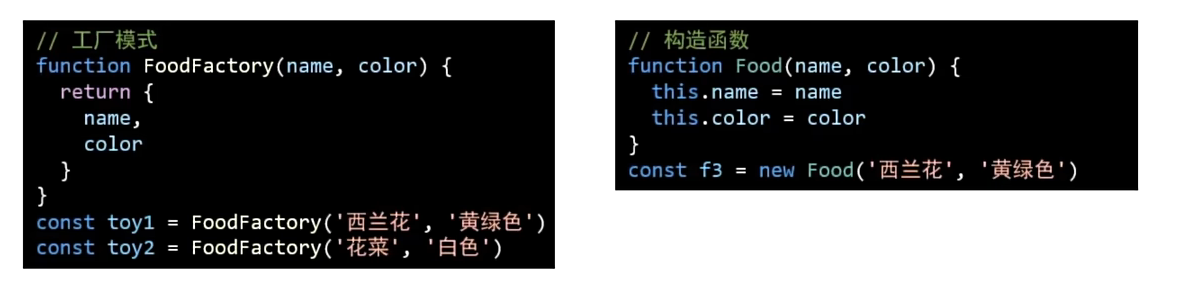 // 工厂模式
function FoodFactory(name, color) {
  return {
    name,
    color
  }
}
const toy1 = FoodFactory('西兰花', '黄绿色')
const toy2 = FoodFactory('花菜', '白色')
// 构造函数
function Food(name, color) {
  this.name = name
  this.color = color
}
const f3 = new Food('西兰花', '黄绿色')